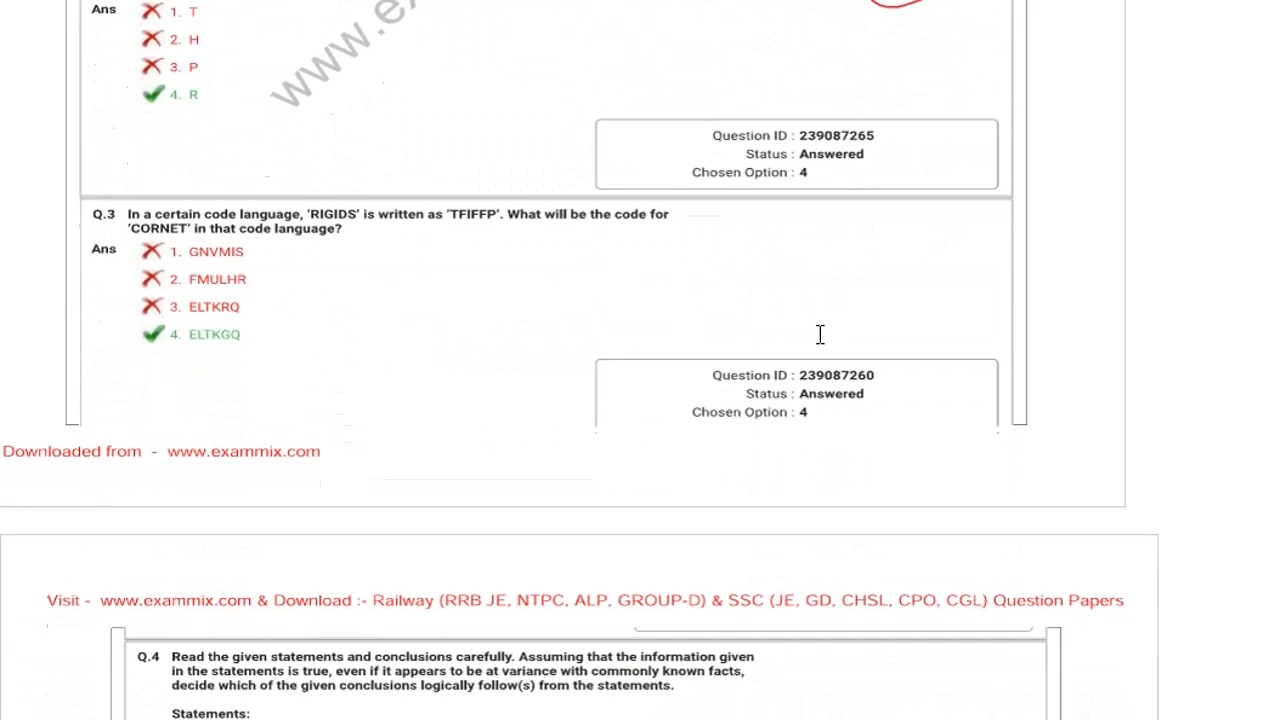 Ans 1. T
2. H
3. P
4. R
www.e
Question ID : 239087265
Status : Answered
Chosen Option : 4
Q.3 In a certain code language, ‘RIGIDS’ is written as ‘TFIFFP’. What will be the code for
‘CORNET’ in that code language?
Ans 1. GNVMIS
2. FMULHR
3. ELTKRQ
4. ELTKGQ
Question ID : 239087260
Status : Answered
Chosen Option : 4
Downloaded from - www.exammix.com
Visit - www.exammix.com & Download :- Railway (RRB JE, NTPC, ALP, GROUP-D) & SSC (JE, GD, CHSL, CPO, CGL) Question Papers
Q.4 Read the given statements and conclusions carefully. Assuming that the information given
in the statements is true, even if it appears to be at variance with commonly known facts,
decide which of the given conclusions logically follow(s) from the statements.
Statements: